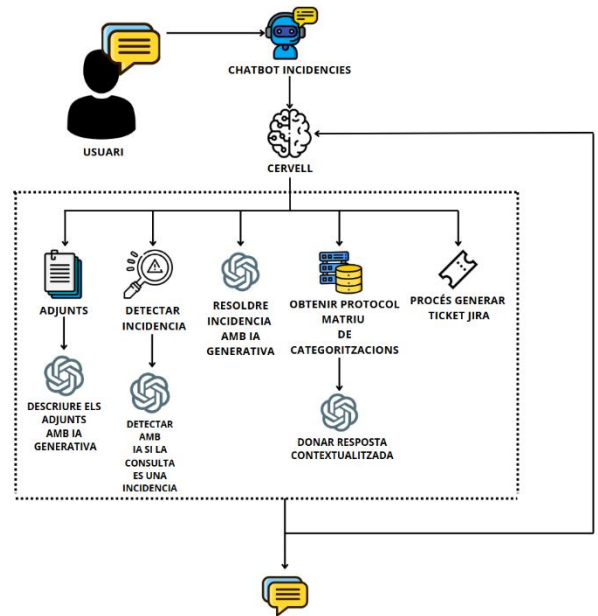 CHATBOT INCIDENCIES
USUARI
CERVELL
ADJUNTS
DETECTAR
INCIDENCIA
RESOLDRE
INCIDENCIA
AMB IA
GENERATIVA
OBTENIR PROTOCOL
MATRIU
DE
CATEGORITZACIONS
PROCÉS GENERAR
TICKET JIRA
DESCRIURE ELS
ADJUNTS
AMB IA
GENERATIVA
DETECTAR
AMB
IA SI LA
CONSULTA
ES UNA
INCIDENCIA
DONAR RESPOSTA
CONTEXTUALITZADA